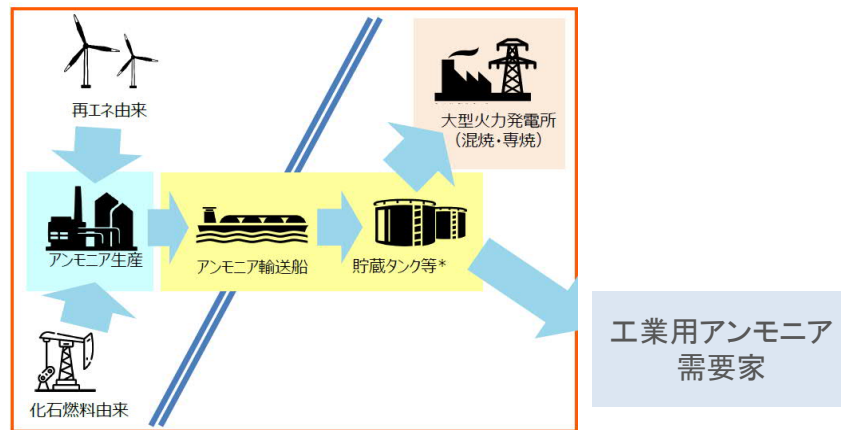 再エネ由来
アンモニア生産
化石燃料由来
アンモニア輸送船
貯蔵タンク等*
大型火力発電所
（混焼・専焼）
工業用アンモニア
需要家